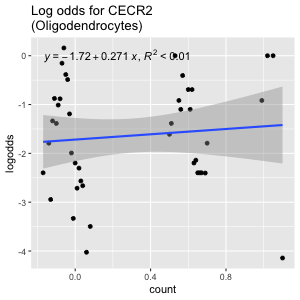 Log odds for CECR2
(Oligodendrocytes)
y = −1.72 + 0.271 x, R² < 0.01
0
-1
-2
-3
-4
logodds
0.0 0.4 0.8
count